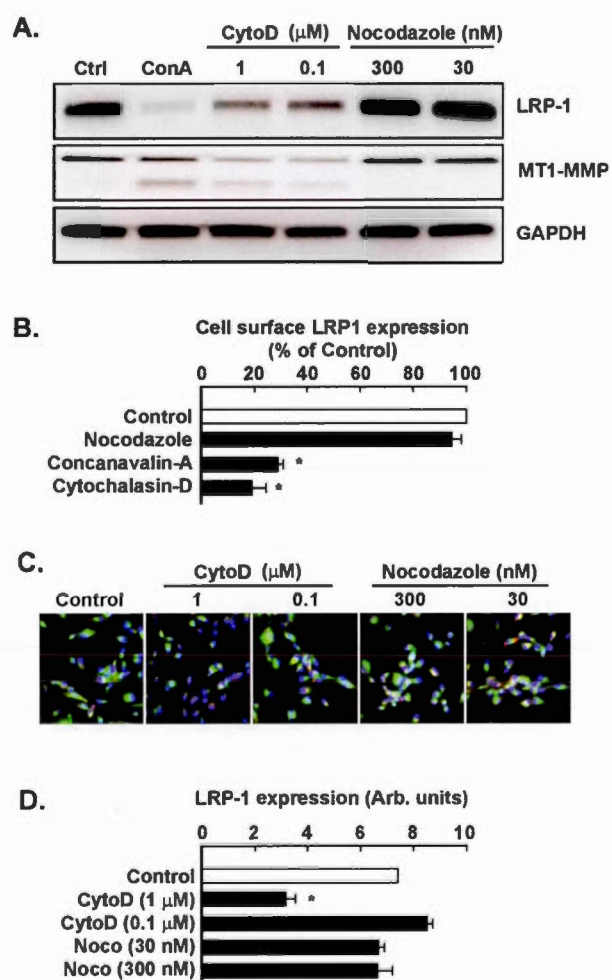 A.
CytoD (µM) Nocodazole (nM)
Ctrl ConA 1 0.1 300 30
LRP-1
MT1-MMP
GAPDH
B.
Cell surface LRP1 expression
(% of Control)
0 20 40 60 80 100
Control
Nocodazole
Concanavalin-A *
Cytochalasin-D *
C.
CytoD (µM) Nocodazole (nM)
Control 1 0.1 300 30
D.
LRP-1 expression (Arb. units)
0 2 4 6 8 10
Control
CytoD (1 µM) *
CytoD (0.1 µM)
Noco (30 nM)
Noco (300 nM)